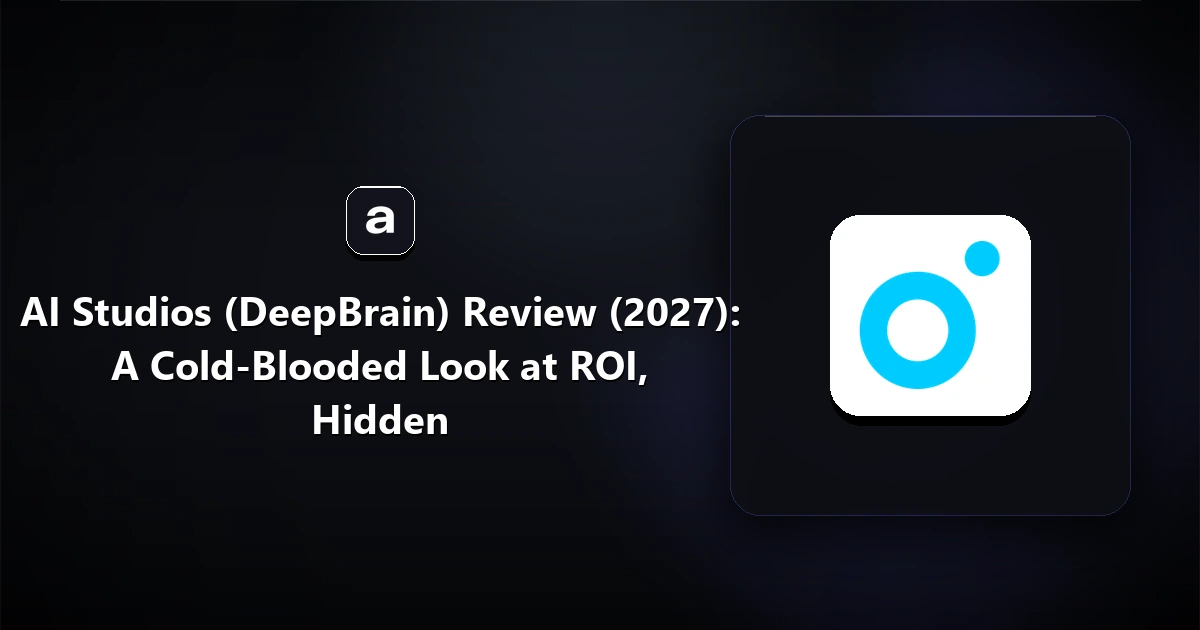 a
AI Studios (DeepBrain) Review (2027):
A Cold-Blooded Look at ROI,
Hidden